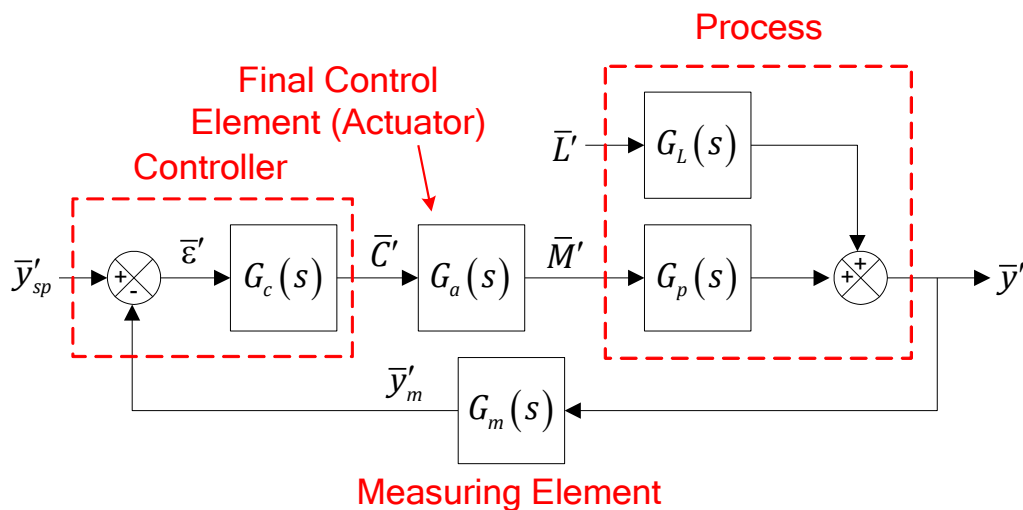 Process
Final Control
Element (Actuator)
Controller
L̅′
G_L(s)
y̅′_sp
+
-
ε̅′
G_c(s)
C̅′
G_a(s)
M̅′
G_p(s)
+
+
y̅′
y̅′_m
G_m(s)
Measuring Element